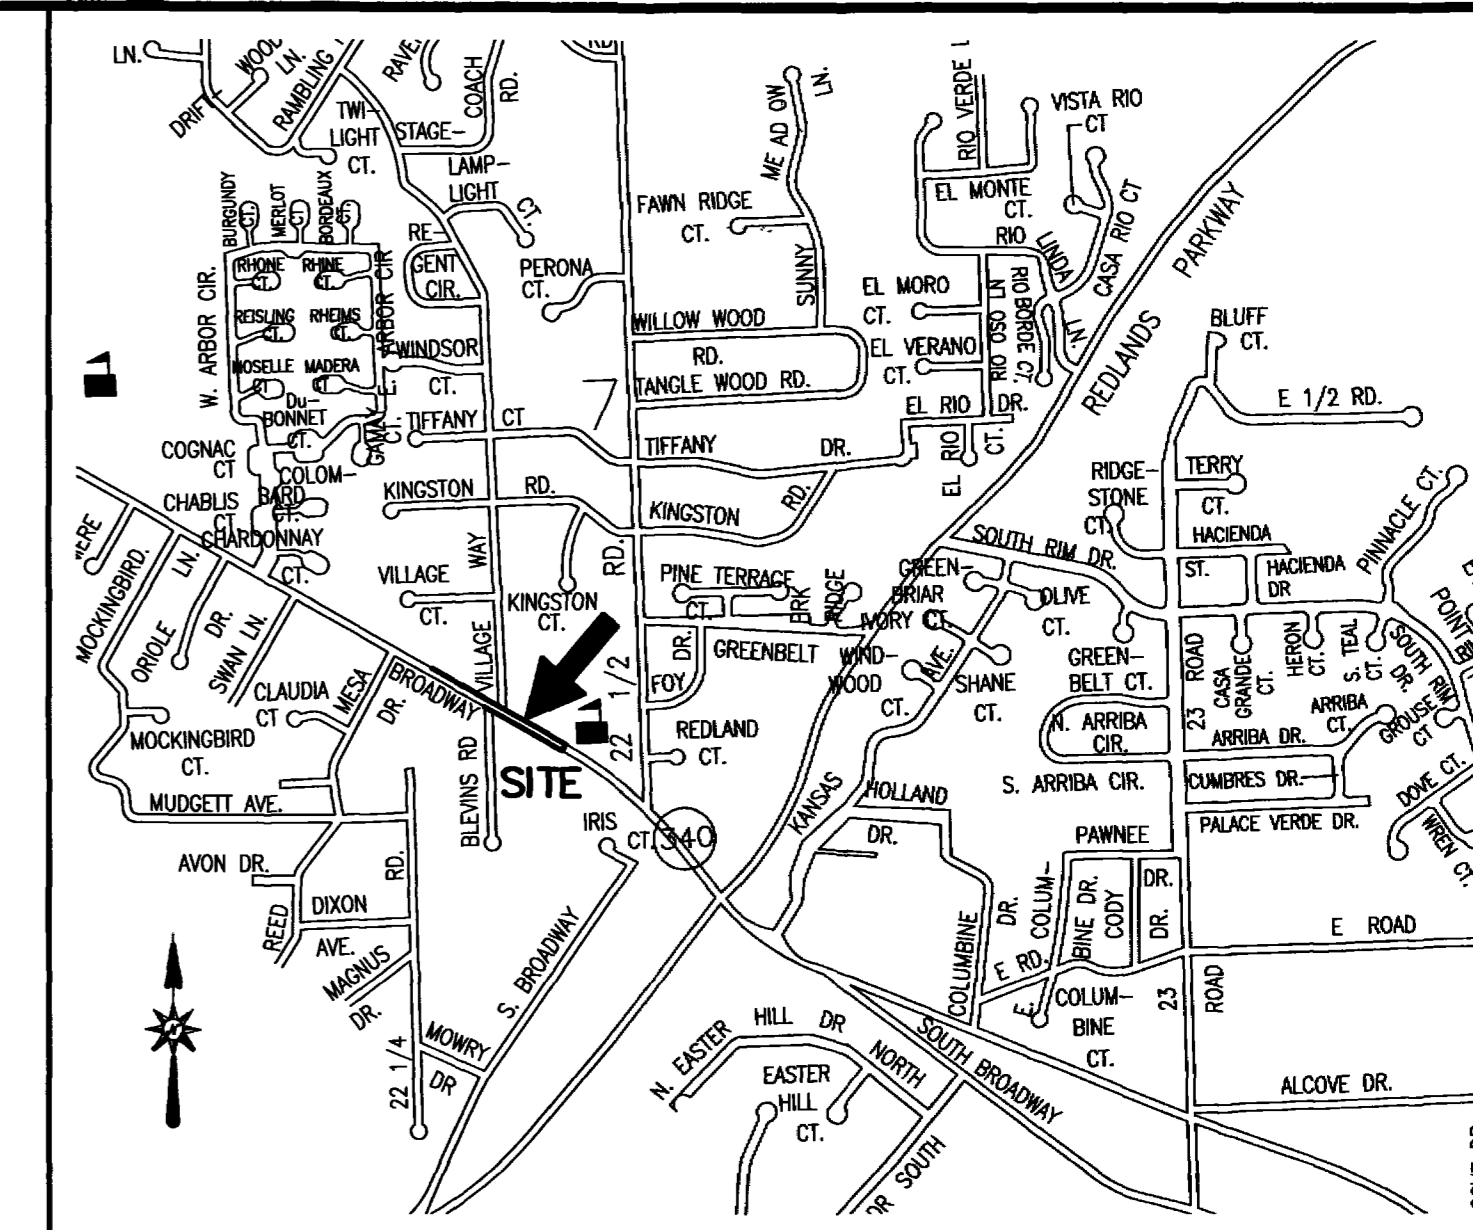 LN.
DRIFT-
WOOD
LN.
RAMBLING
RAVE
COACH
RD.
RD
TWI-
LIGHT
CT.
STAGE-
LAMP-
LIGHT
CT.
ME AD OW
LN.
SUNNY
RIO VERDE L
VISTA RIO
CT
EL MONTE
CT.
RIO
LINDA
LN
CASA RIO CT
REDLANDS
PARKWAY
BURGUNDY
CT.
MERLOT
CT
BORDEAUX
CT.
FAWN RIDGE
CT.
RE-
GENT
CIR.
PERONA
CT.
RHONE
CT.
RHINE
CT.
W. ARBOR CIR.
E. ARBOR CIR
REISLING
CT.
RHEIMS
CT.
MOSELLE
CT
MADERA
CT
Du-
BONNET
CT.
GAMAY
CT.
WINDSOR
CT.
WILLOW WOOD
RD.
TANGLE WOOD RD.
7
EL MORO
CT.
EL VERANO
CT.
RIO OSO LN
RIO BORDE CT.
EL RIO DR.
EL RIO
CT.
BLUFF
CT.
E 1/2 RD.
TIFFANY CT
TIFFANY DR.
COGNAC
CT
COLOM-
BARD
CT.
CHABLIS
CT
CHARDONNAY
CT.
KINGSTON RD.
KINGSTON
RD.
RIDGE-
STONE
CT.
TERRY
CT.
HACIENDA
ST.
HACIENDA
DR
PINNACLE CT.
WERE
MOCKINGBIRD.
LN.
ORIOLE
DR.
SWAN LN.
VILLAGE
CT.
VILLAGE WAY
KINGSTON
CT.
22 1/2 RD.
PINE TERRACE
CT.
BRK
RIDGE
SOUTH RIM DR.
GREEN-
BRIAR
CT.
IVORY
OLIVE
CT.
POINT
FOY
DR.
GREENBELT
WIND-
WOOD
CT.
AVE.
SHANE
CT.
GREEN-
BELT CT.
23 ROAD
CASA
GRANDE
CT.
HERON
CT.
S. TEAL
CT.
SOUTH RIM
DR.
CLAUDIA
CT
MESA
DR.
BROADWAY
MOCKINGBIRD
CT.
REDLAND
CT.
N. ARRIBA
CIR.
ARRIBA
CT.
ARRIBA DR.
GROUSE
CT
S. ARRIBA CIR.
CUMBRES DR.
DOVE CT.
PALACE VERDE DR.
WREN CT.
SITE
BLEVINS RD
MUDGETT AVE.
IRIS
CT.
340
KANSAS
HOLLAND
DR.
PAWNEE
DR.
AVON DR.
RD.
REED
DIXON
AVE.
MAGNUS
DR.
S. BROADWAY
COLUMBINE
DR.
COLUM-
BINE DR.
CODY
DR.
E ROAD
E RD.
E.
COLUM-
BINE
CT.
23 ROAD
22 1/4
MOWRY
DR
N. EASTER
HILL DR
NORTH
SOUTH BROADWAY
EASTER
HILL
CT.
DR SOUTH
ALCOVE DR.
N